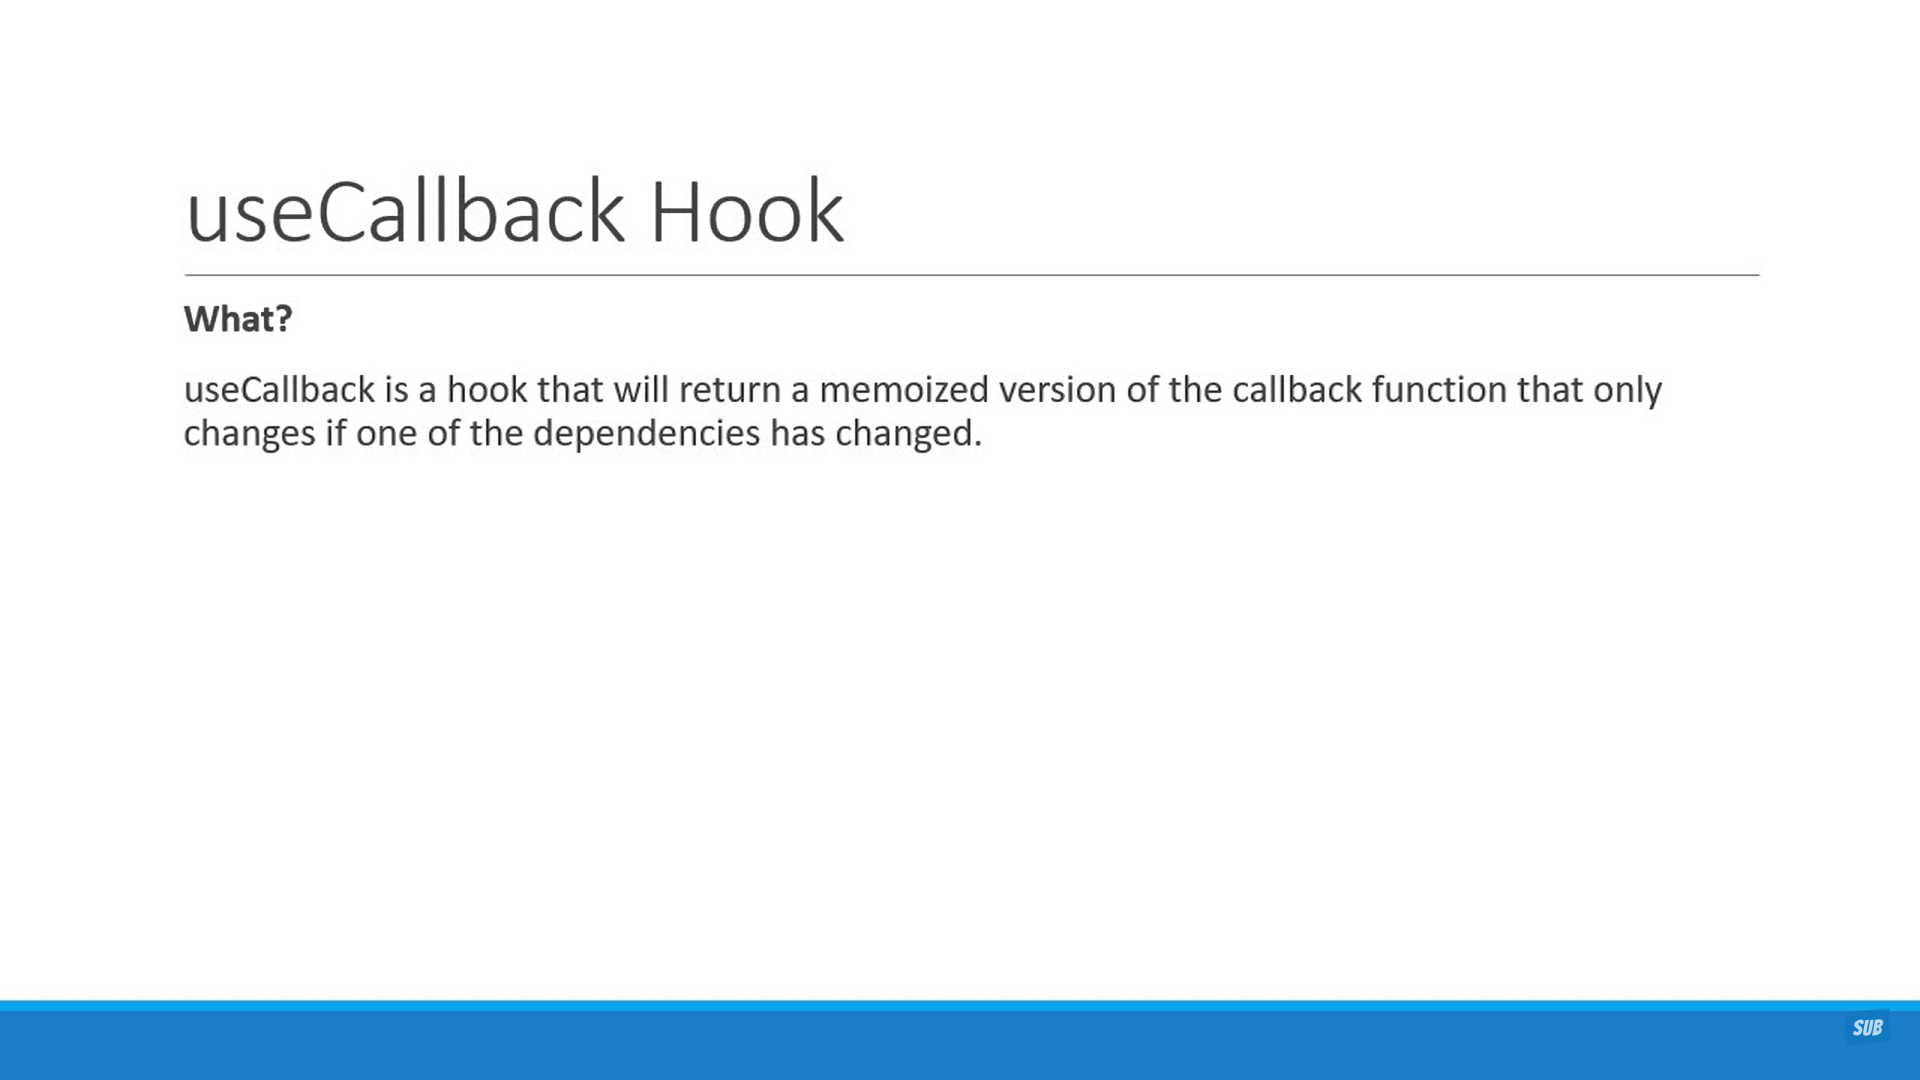 useCallback Hook
What?
useCallback is a hook that will return a memoized version of the callback function that only
changes if one of the dependencies has changed.
SUB